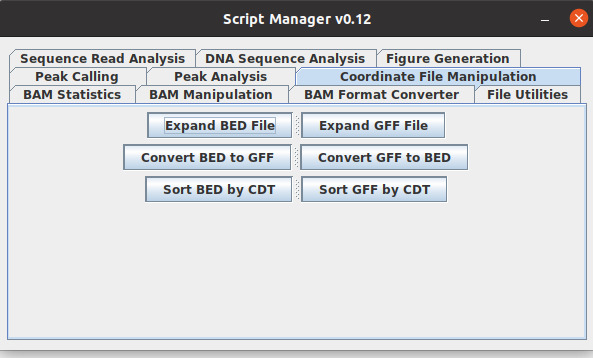 Script Manager v0.12
Sequence Read Analysis DNA Sequence Analysis Figure Generation
Peak Calling Peak Analysis Coordinate File Manipulation
BAM Statistics BAM Manipulation BAM Format Converter File Utilities
Expand BED File Expand GFF File
Convert BED to GFF Convert GFF to BED
Sort BED by CDT Sort GFF by CDT